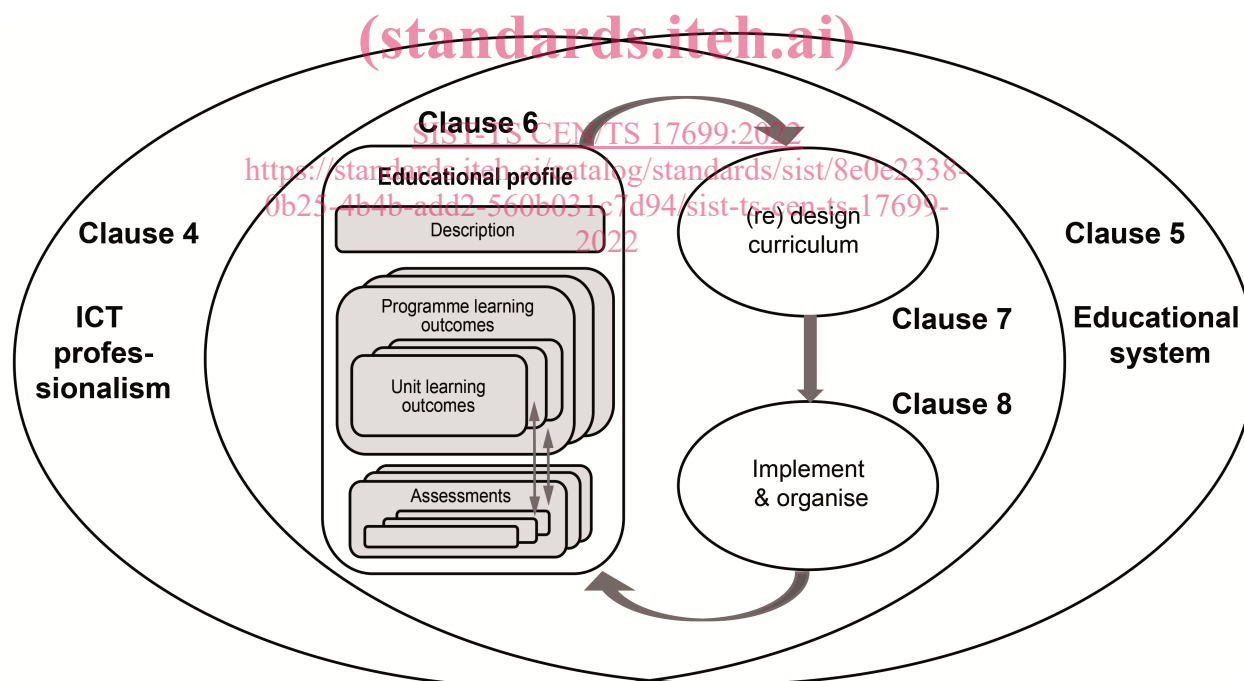 (standards.iteh.ai)
Clause 6
SIST-TS CEN/TS 17699:2022
https://standards.iteh.ai/catalog/standards/sist/8e0e2338-
0b25-4b4b-add2-560b031c7d94/sist-ts-cen-ts-17699-
2022
Educational profile
Description
Programme learning
outcomes
Unit learning
outcomes
Assessments
Clause 4
ICT
profes-
sionalism
(re) design
curriculum
Clause 7
Clause 8
Implement
& organise
Clause 5
Educational
system